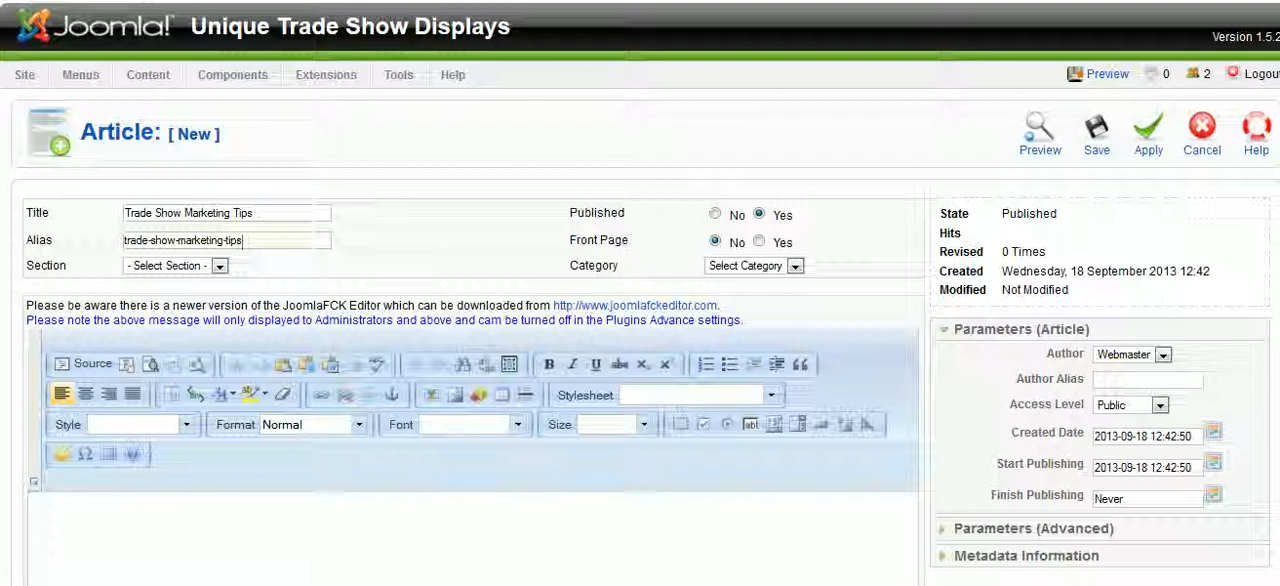 Joomla! Unique Trade Show Displays
Version 1.5.2
Site Menus Content Components Extensions Tools Help Preview 0 2 Logou
Article: [ New ] Preview Save Apply Cancel Help
Title Trade Show Marketing Tips Published No Yes
Alias trade-show-marketing-tips Front Page No Yes
Section - Select Section - Category Select Category
State Published
Hits
Revised 0 Times
Created Wednesday, 18 September 2013 12:42
Modified Not Modified
Please be aware there is a newer version of the JoomlaFCK Editor which can be downloaded from http://www.joomlafckeditor.com.
Please note the above message will only displayed to Administrators and above and cam be turned off in the Plugins Advance settings.
Source B I U abc x x
Stylesheet
Style Format Normal Font Size abl
Ω
Parameters (Article)
Author Webmaster
Author Alias
Access Level Public
Created Date 2013-09-18 12:42:50
Start Publishing 2013-09-18 12:42:50
Finish Publishing Never
Parameters (Advanced)
Metadata Information